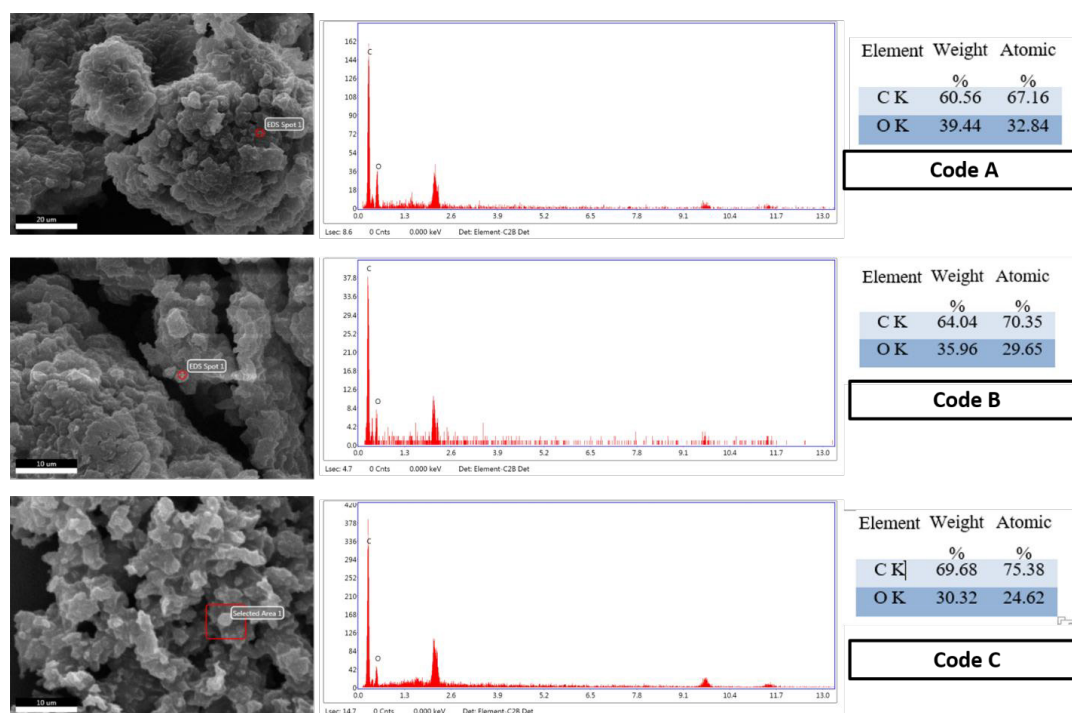 EDS Spot 1
20 um
162
144
126
108
90
72
54
36
18
0
C
O
0.0 1.3 2.6 3.9 5.2 6.5 7.8 9.1 10.4 11.7 13.0
Lsec: 8.6 0 Cnts 0.000 keV Det: Element-C2B Det
Element Weight Atomic
% %
C K 60.56 67.16
O K 39.44 32.84
Code A
EDS Spot 1
10 um
37.8
33.6
29.4
25.2
21.0
16.8
12.6
8.4
4.2
0.0
C
O
0.0 1.3 2.6 3.9 5.2 6.5 7.8 9.1 10.4 11.7 13.0
Lsec: 4.7 0 Cnts 0.000 keV Det: Element-C2B Det
Element Weight Atomic
% %
C K 64.04 70.35
O K 35.96 29.65
Code B
Selected Area 1
10 um
420
378
336
294
252
210
168
126
84
42
0
C
O
0.0 1.3 2.6 3.9 5.2 6.5 7.8 9.1 10.4 11.7 13.0
Lsec: 14.7 0 Cnts 0.000 keV Det: Element-C2B Det
Element Weight Atomic
% %
C K 69.68 75.38
O K 30.32 24.62
Code C